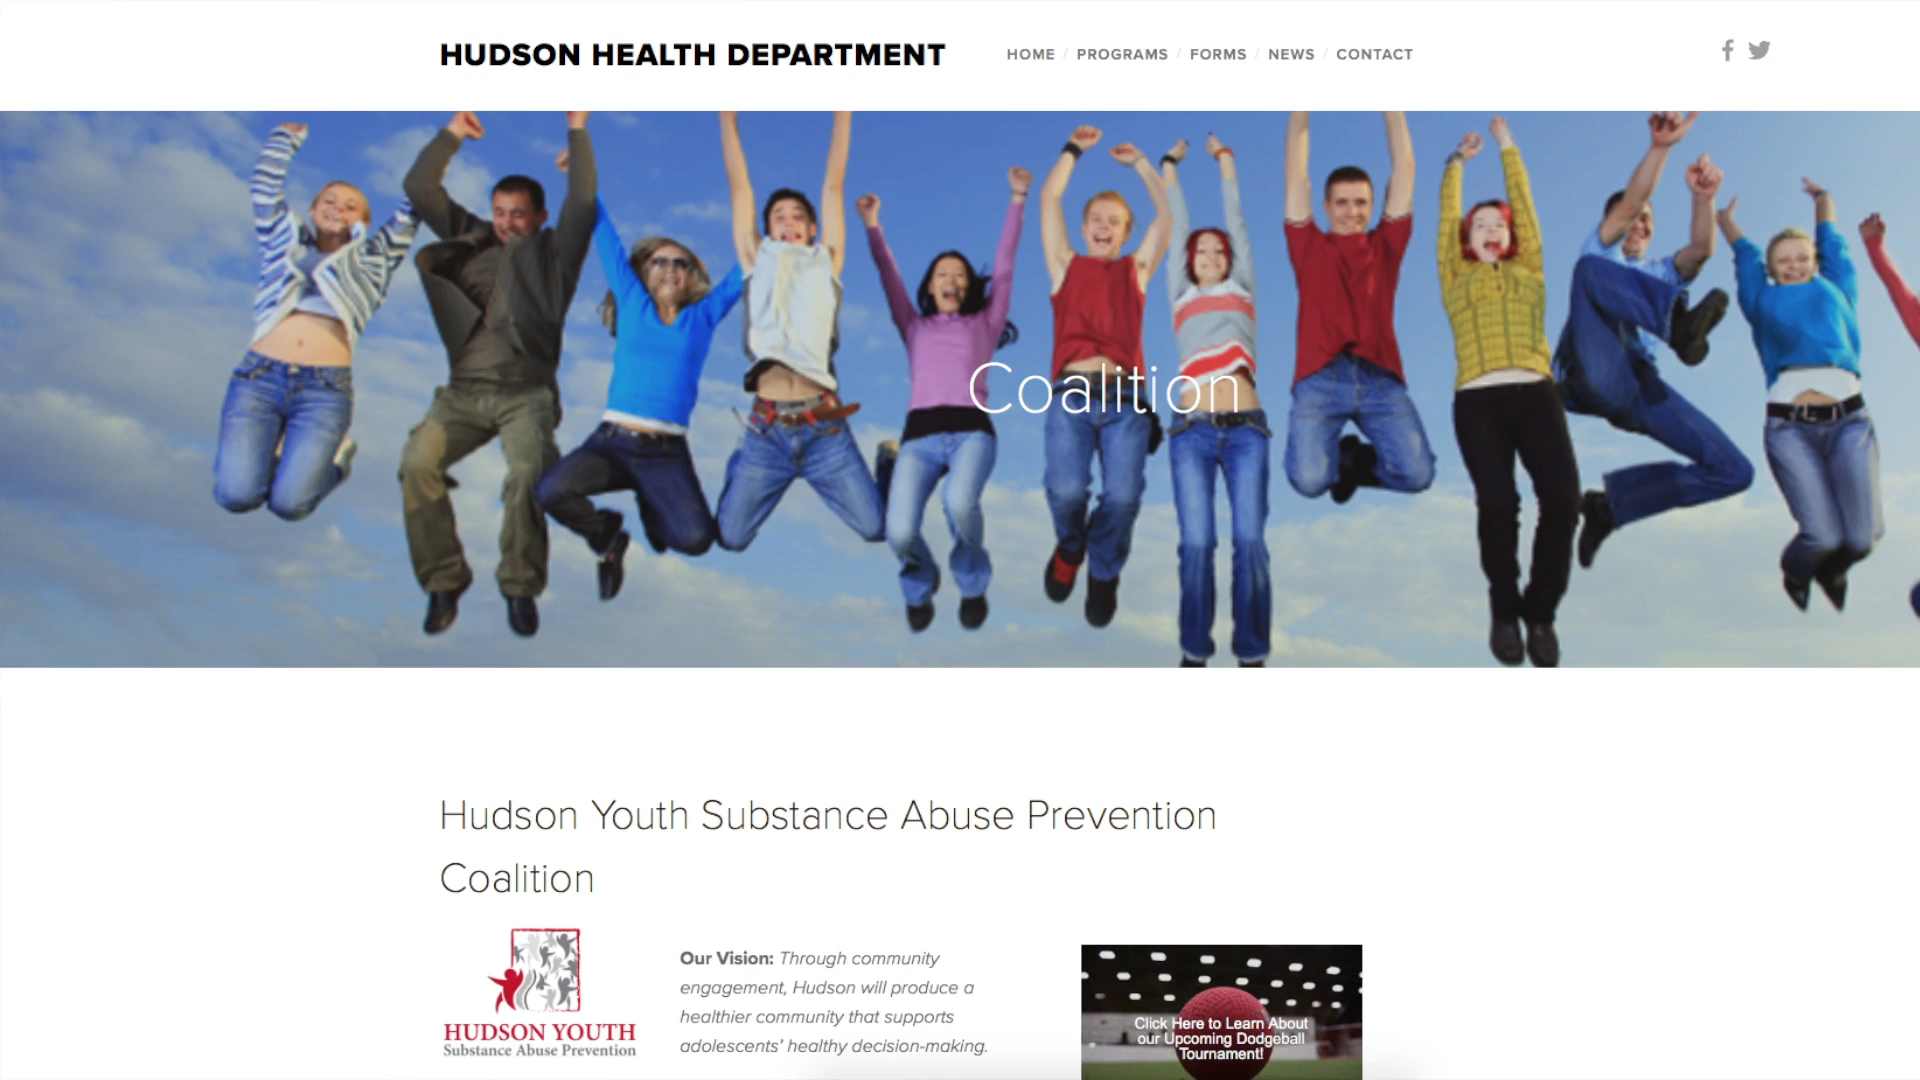 HUDSON HEALTH DEPARTMENT
HOME / PROGRAMS / FORMS / NEWS / CONTACT
Coalition
Hudson Youth Substance Abuse Prevention
Coalition
HUDSON YOUTH
Substance Abuse Prevention
Our Vision: Through community
engagement, Hudson will produce a
healthier community that supports
adolescents' healthy decision-making.
Click Here to Learn About
our Upcoming Dodgeball
Tournament!